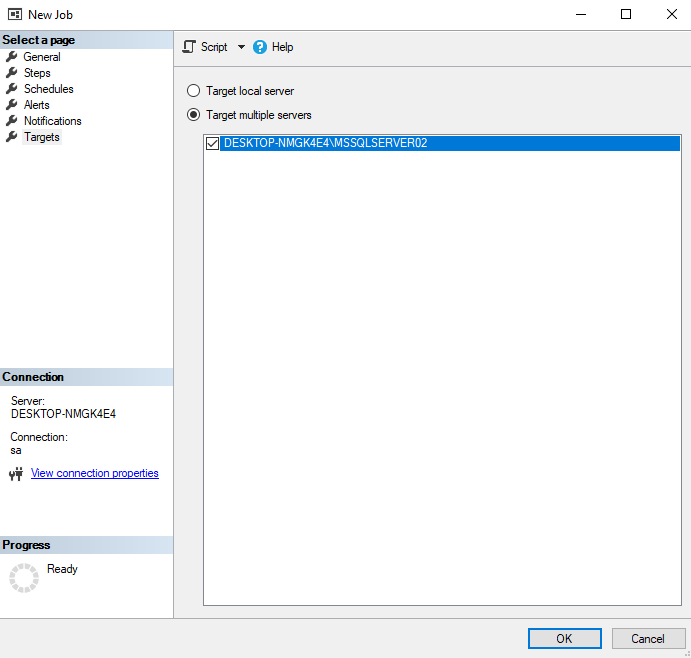 New Job
Select a page
General
Steps
Schedules
Alerts
Notifications
Targets
Script
Help
Target local server
Target multiple servers
DESKTOP-NMGK4E4\MSSQLSERVER02
Connection
Server:
DESKTOP-NMGK4E4
Connection:
sa
View connection properties
Progress
Ready
OK
Cancel